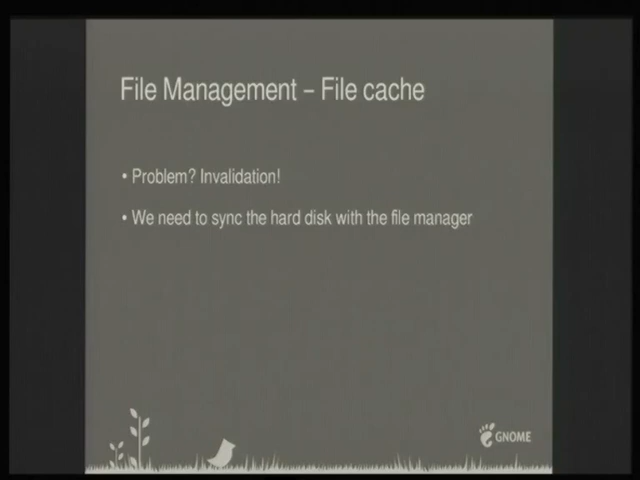 File Management – File cache
• Problem? Invalidation!
• We need to sync the hard disk with the file manager
GNOME